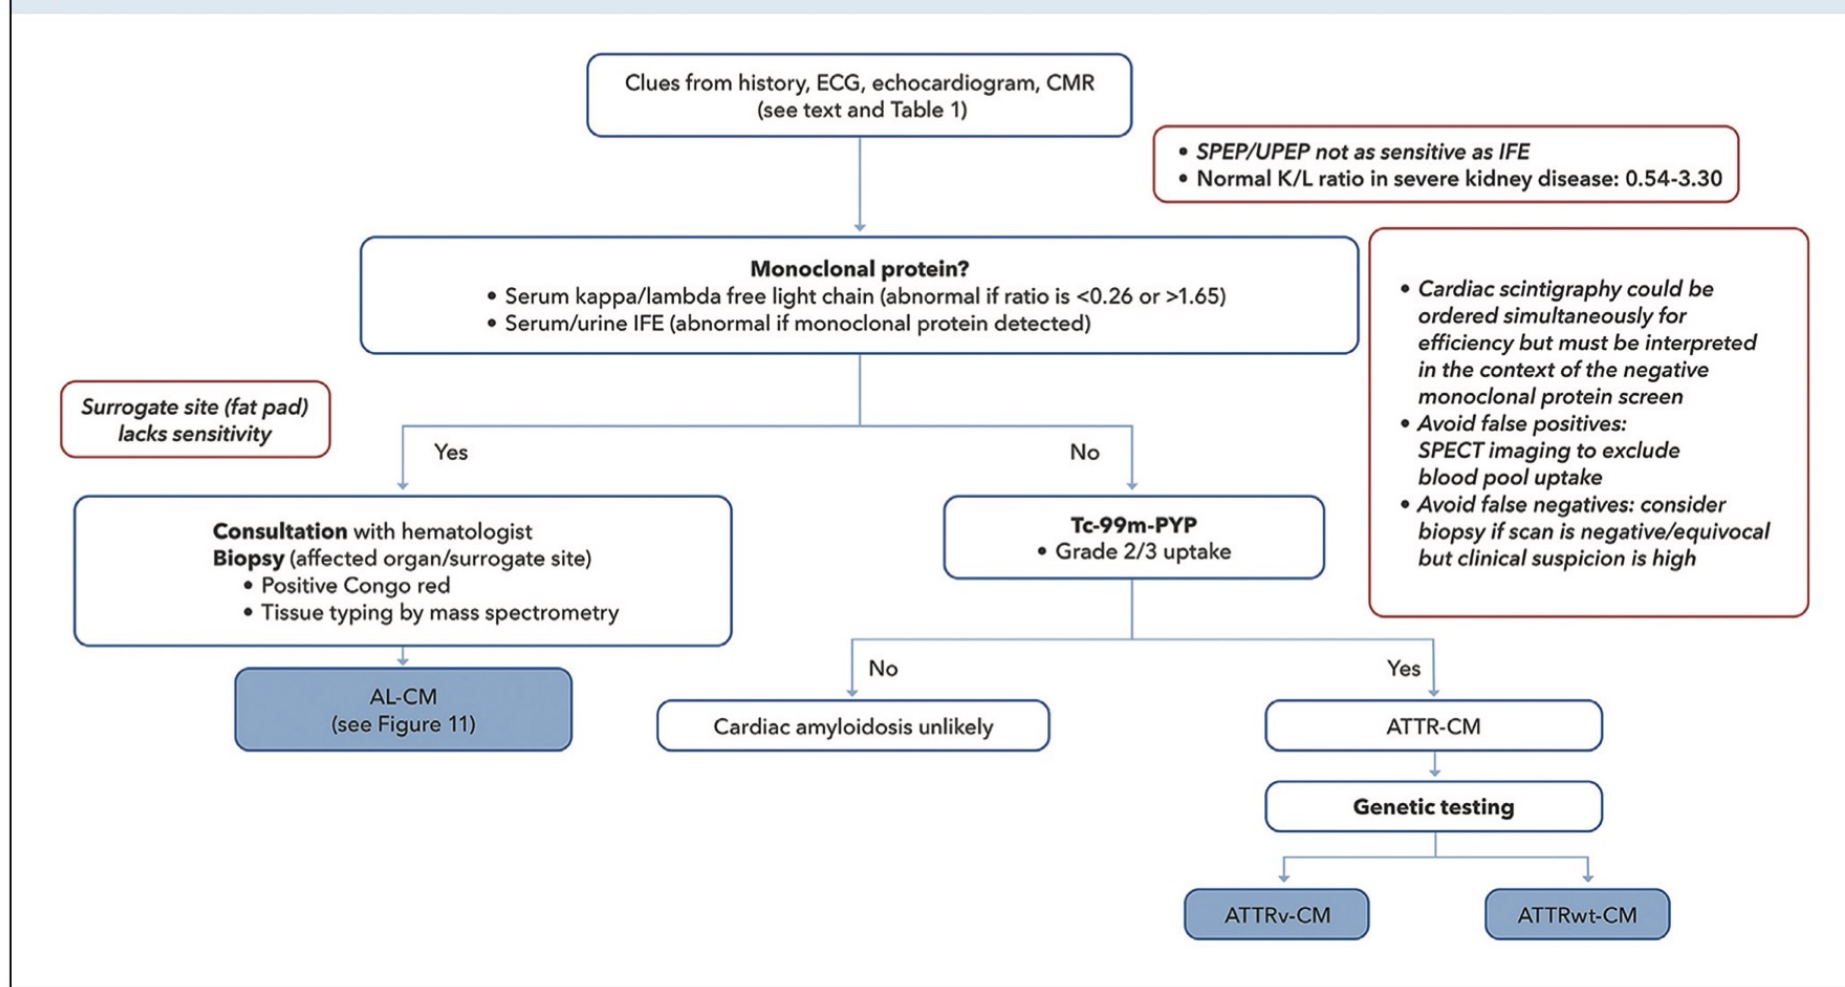 Clues from history, ECG, echocardiogram, CMR
(see text and Table 1)
• SPEP/UPEP not as sensitive as IFE
• Normal K/L ratio in severe kidney disease: 0.54-3.30
Monoclonal protein?
• Serum kappa/lambda free light chain (abnormal if ratio is <0.26 or >1.65)
• Serum/urine IFE (abnormal if monoclonal protein detected)
• Cardiac scintigraphy could be
ordered simultaneously for
efficiency but must be interpreted
in the context of the negative
monoclonal protein screen
• Avoid false positives:
SPECT imaging to exclude
blood pool uptake
• Avoid false negatives: consider
biopsy if scan is negative/equivocal
but clinical suspicion is high
Surrogate site (fat pad)
lacks sensitivity
Yes
No
Consultation with hematologist
Biopsy (affected organ/surrogate site)
• Positive Congo red
• Tissue typing by mass spectrometry
Tc-99m-PYP
• Grade 2/3 uptake
No
Yes
AL-CM
(see Figure 11)
Cardiac amyloidosis unlikely
ATTR-CM
Genetic testing
ATTRv-CM
ATTRwt-CM